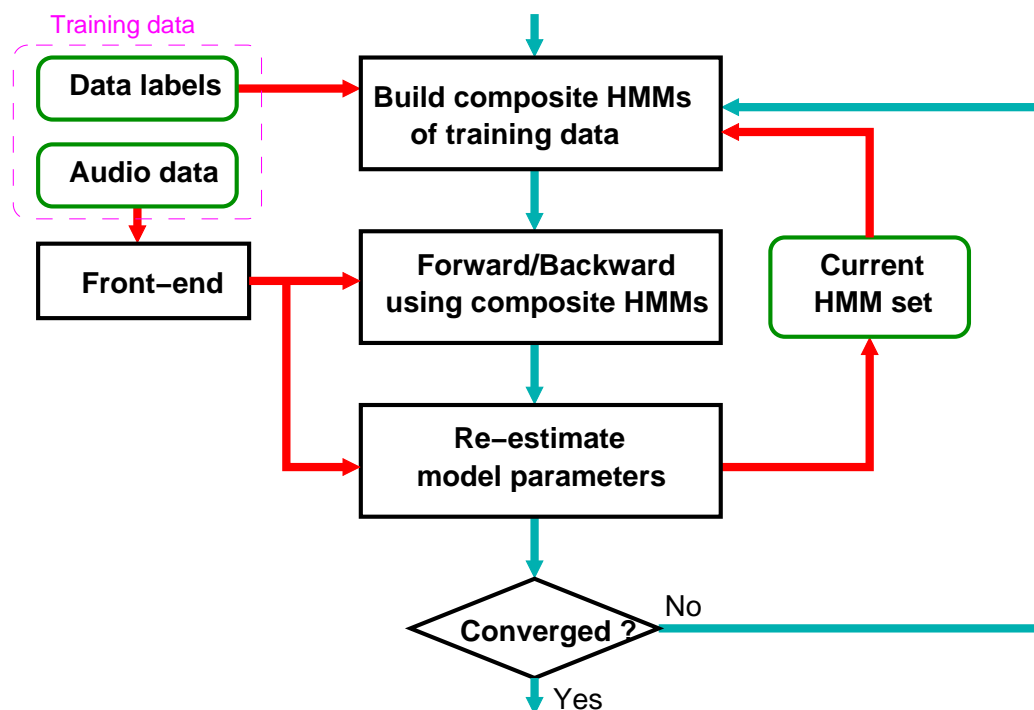 Training data
Data labels
Audio data
Front−end
Build composite HMMs
of training data
Forward/Backward
using composite HMMs
Current
HMM set
Re−estimate
model parameters
Converged ?
No
Yes